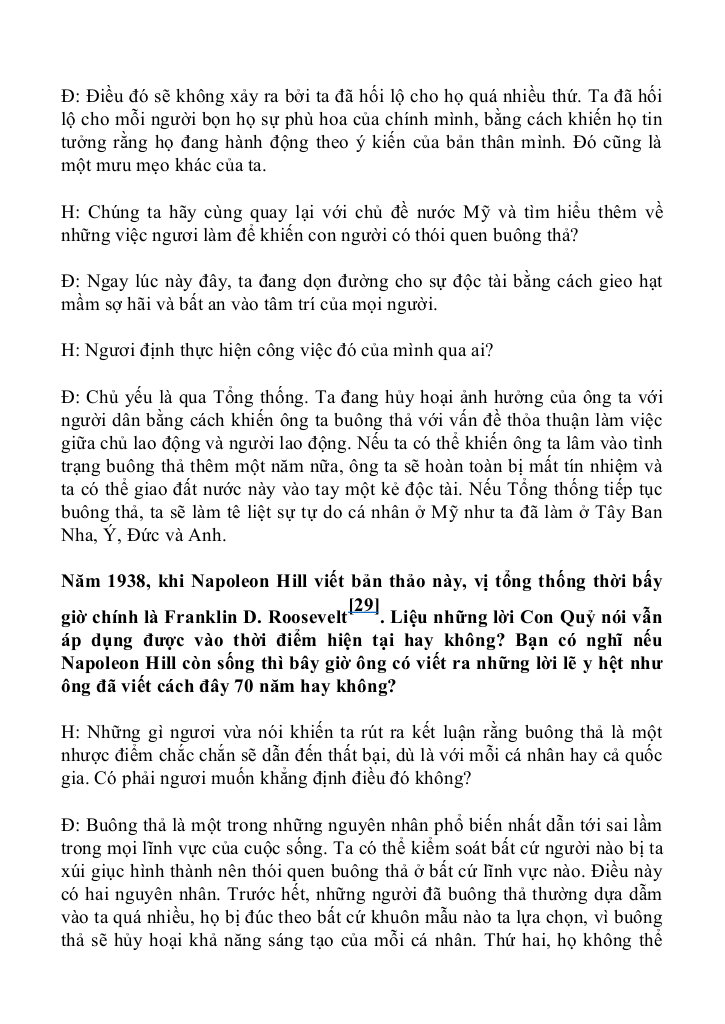 Đ: Điều đó sẽ không xảy ra bởi ta đã hối lộ cho họ quá nhiều thứ. Ta đã hối
lộ cho mỗi người bọn họ sự phù hoa của chính mình, bằng cách khiến họ tin
tưởng rằng họ đang hành động theo ý kiến của bản thân mình. Đó cũng là
một mưu mẹo khác của ta.
H: Chúng ta hãy cùng quay lại với chủ đề nước Mỹ và tìm hiểu thêm về
những việc ngươi làm để khiến con người có thói quen buông thả?
Đ: Ngay lúc này đây, ta đang dọn đường cho sự độc tài bằng cách gieo hạt
mầm sợ hãi và bất an vào tâm trí của mọi người.
H: Ngươi định thực hiện công việc đó của mình qua ai?
Đ: Chủ yếu là qua Tổng thống. Ta đang hủy hoại ảnh hưởng của ông ta với
người dân bằng cách khiến ông ta buông thả với vấn đề thỏa thuận làm việc
giữa chủ lao động và người lao động. Nếu ta có thể khiến ông ta lâm vào tình
trạng buông thả thêm một năm nữa, ông ta sẽ hoàn toàn bị mất tín nhiệm và
ta có thể giao đất nước này vào tay một kẻ độc tài. Nếu Tổng thống tiếp tục
buông thả, ta sẽ làm tê liệt sự tự do cá nhân ở Mỹ như ta đã làm ở Tây Ban
Nha, Ý, Đức và Anh.
Năm 1938, khi Napoleon Hill viết bản thảo này, vị tổng thống thời bấy
giờ chính là Franklin D. Roosevelt[29]. Liệu những lời Con Quỷ nói vẫn
áp dụng được vào thời điểm hiện tại hay không? Bạn có nghĩ nếu
Napoleon Hill còn sống thì bây giờ ông có viết ra những lời lẽ y hệt như
ông đã viết cách đây 70 năm hay không?
H: Những gì ngươi vừa nói khiến ta rút ra kết luận rằng buông thả là một
nhược điểm chắc chắn sẽ dẫn đến thất bại, dù là với mỗi cá nhân hay cả quốc
gia. Có phải ngươi muốn khẳng định điều đó không?
Đ: Buông thả là một trong những nguyên nhân phổ biến nhất dẫn tới sai lầm
trong mọi lĩnh vực của cuộc sống. Ta có thể kiểm soát bất cứ người nào bị ta
xúi giục hình thành nên thói quen buông thả ở bất cứ lĩnh vực nào. Điều này
có hai nguyên nhân. Trước hết, những người đã buông thả thường dựa dẫm
vào ta quá nhiều, họ bị đúc theo bất cứ khuôn mẫu nào ta lựa chọn, vì buông
thả sẽ hủy hoại khả năng sáng tạo của mỗi cá nhân. Thứ hai, họ không thể